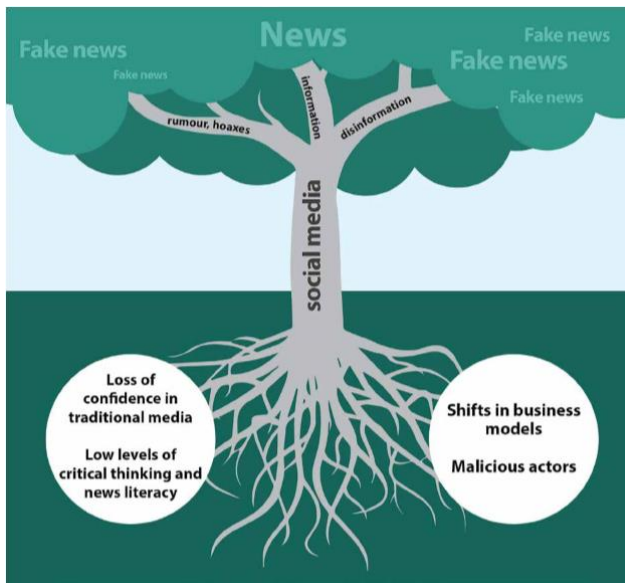 Fake news
Fake news
News
Fake news
Fake news
Fake news
rumour, hoaxes
information
disinformation
social media
Loss of
confidence in
traditional media
Low levels of
critical thinking and
news literacy
Shifts in business
models
Malicious actors